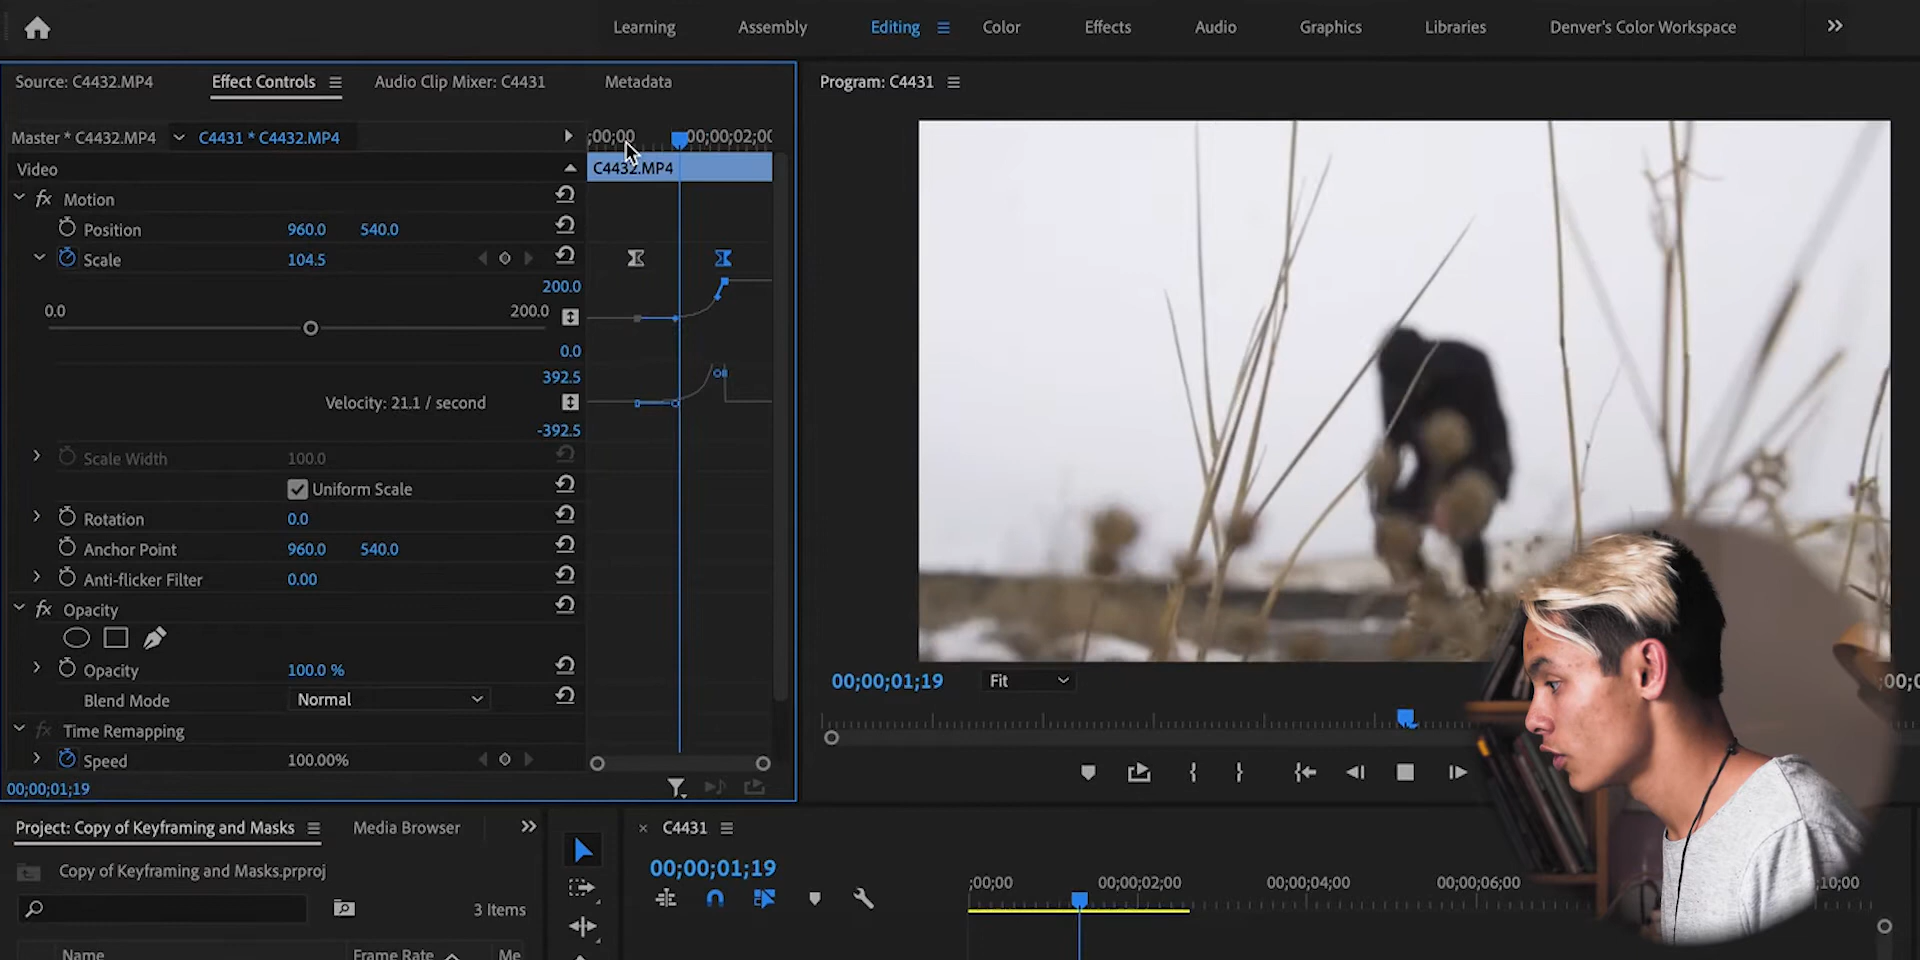 Learning Assembly Editing Color Effects Audio Graphics Libraries Denver's Color Workspace
Source: C4432.MP4 Effect Controls Audio Clip Mixer: C4431 Metadata
Program: C4431
Master * C4432.MP4 C4431 * C4432.MP4
;00;00 00;00;02;00
Video
C4432.MP4
fx Motion
Position 960.0 540.0
Scale 104.5
200.0
0.0 200.0
0.0
392.5
Velocity: 21.1 / second
-392.5
Scale Width 100.0
Uniform Scale
Rotation 0.0
Anchor Point 960.0 540.0
Anti-flicker Filter 0.00
fx Opacity
Opacity 100.0 %
Blend Mode Normal
fx Time Remapping
Speed 100.00%
00;00;01;19
00;00;01;19 Fit
;00;0
Project: Copy of Keyframing and Masks Media Browser
Copy of Keyframing and Masks.prproj
3 Items
Name Frame Rate Me
C4431
00;00;01;19
;00;00 00;00;02;00 00;00;04;00 00;00;06;00 ;10;00